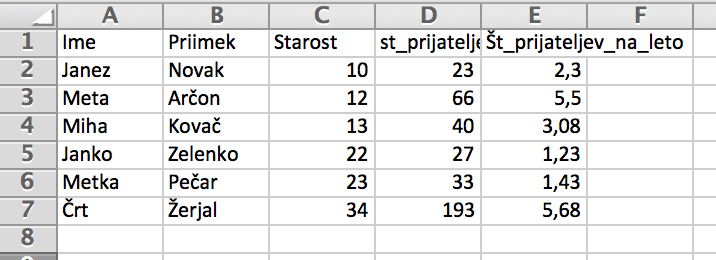 A B C D E F
1 Ime Priimek Starost st_prijatelje Št_prijateljev_na_leto
2 Janez Novak 10 23 2,3
3 Meta Arčon 12 66 5,5
4 Miha Kovač 13 40 3,08
5 Janko Zelenko 22 27 1,23
6 Metka Pečar 23 33 1,43
7 Črt Žerjal 34 193 5,68
8